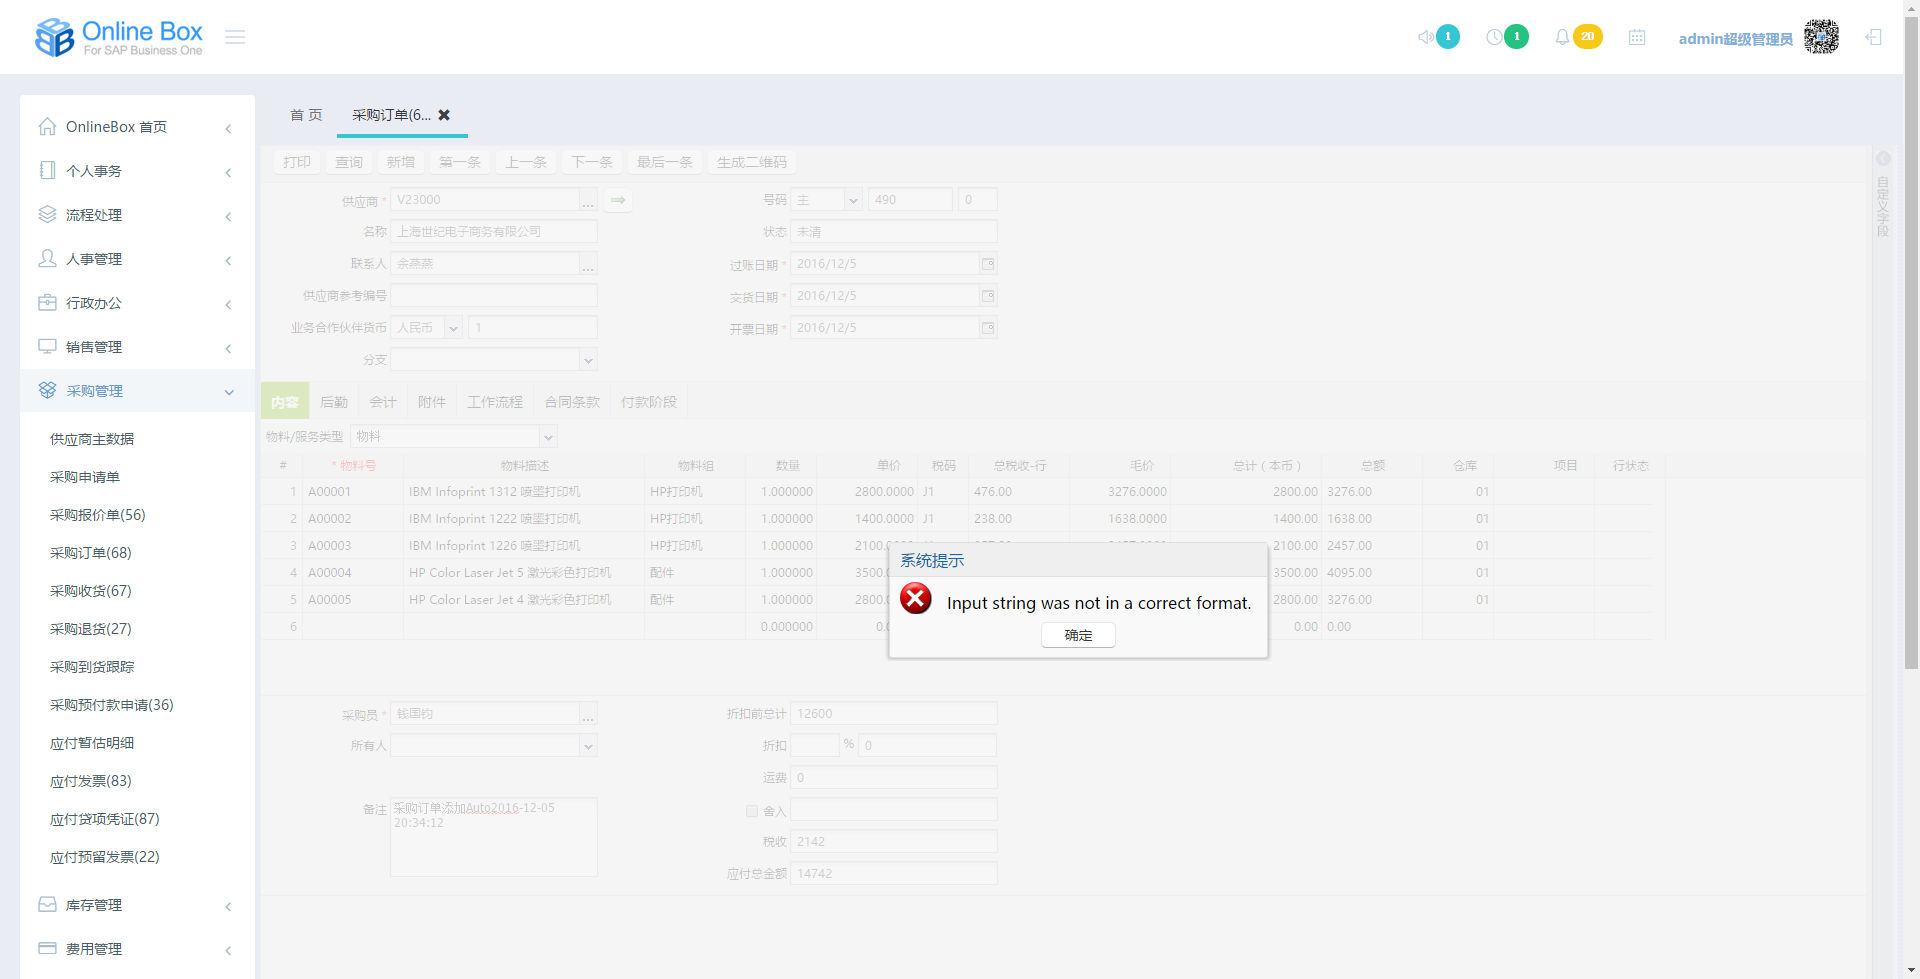 Online Box
For SAP Business One
1
1
20
admin超级管理员
OnlineBox 首页
个人事务
流程处理
人事管理
行政办公
销售管理
采购管理
供应商主数据
采购申请单
采购报价单(56)
采购订单(68)
采购收货(67)
采购退货(27)
采购到货跟踪
采购预付款申请(36)
应付暂估明细
应付发票(83)
应付贷项凭证(87)
应付预留发票(22)
库存管理
费用管理
首 页 采购订单(6...
打印 查询 新增 第一条 上一条 下一条 最后一条 生成二维码
自定义字段
供应商 * V23000 ... 号码 主 490 0
名称 上海世纪电子商务有限公司 状态 未清
联系人 余燕燕 ... 过账日期 * 2016/12/5
供应商参考编号 交货日期 * 2016/12/5
业务合作伙伴货币 人民币 1 开票日期 * 2016/12/5
分支
内容 后勤 会计 附件 工作流程 合同条款 付款阶段
物料/服务类型 物料
# * 物料号 物料描述 物料组 数量 单价 税码 总税收-行 毛价 总计（本币） 总额 仓库 项目 行状态
1 A00001 IBM Infoprint 1312 喷墨打印机 HP打印机 1.000000 2800.0000 J1 476.00 3276.0000 2800.00 3276.00 01
2 A00002 IBM Infoprint 1222 喷墨打印机 HP打印机 1.000000 1400.0000 J1 238.00 1638.0000 1400.00 1638.00 01
3 A00003 IBM Infoprint 1226 喷墨打印机 HP打印机 1.000000 2100. 2100.00 2457.00 01
4 A00004 HP Color Laser Jet 5 激光彩色打印机 配件 1.000000 3500. 3500.00 4095.00 01
5 A00005 HP Color Laser Jet 4 激光彩色打印机 配件 1.000000 2800. 2800.00 3276.00 01
6 0.000000 0. 0.00 0.00
系统提示
Input string was not in a correct format.
确定
采购员 * 钱国钧 ... 折扣前总计 12600
所有人 折扣 % 0
运费 0
备注 采购订单添加Auto2016-12-05
20:34:12
舍入
税收 2142
应付总金额 14742